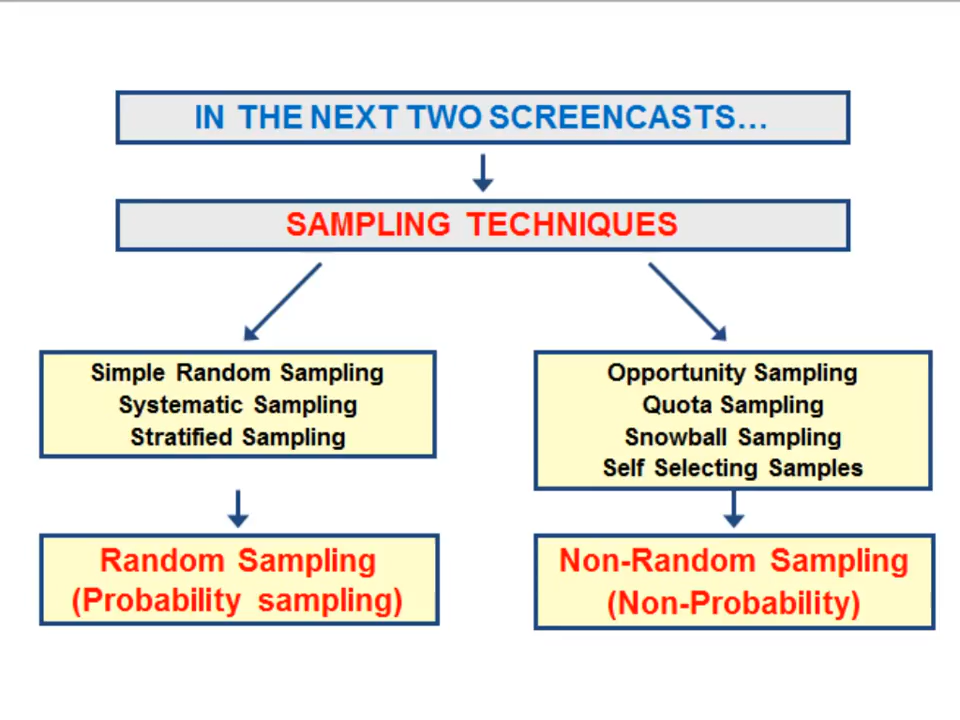 IN THE NEXT TWO SCREENCASTS...
SAMPLING TECHNIQUES
Simple Random Sampling
Systematic Sampling
Stratified Sampling
Opportunity Sampling
Quota Sampling
Snowball Sampling
Self Selecting Samples
Random Sampling
(Probability sampling)
Non-Random Sampling
(Non-Probability)